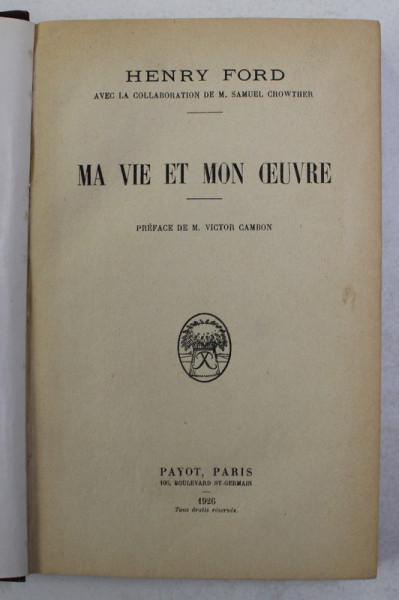 HENRY FORD
AVEC LA COLLABORATION DE M. SAMUEL CROWTHER
MA VIE ET MON ŒUVRE
PRÉFACE DE M. VICTOR CAMBON
PAYOT, PARIS
106, BOULEVARD ST-GERMAIN
1926
Tous droits réservés.